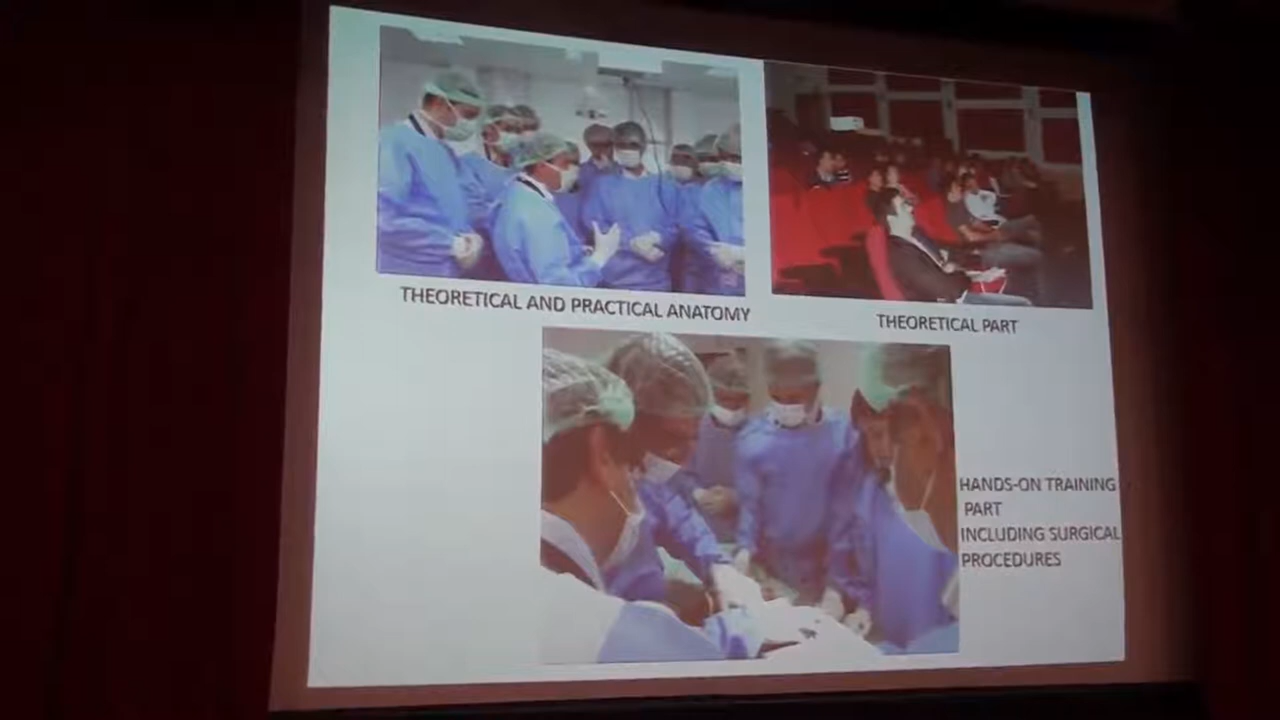 THEORETICAL AND PRACTICAL ANATOMY
THEORETICAL PART
HANDS-ON TRAINING
PART
INCLUDING SURGICAL
PROCEDURES